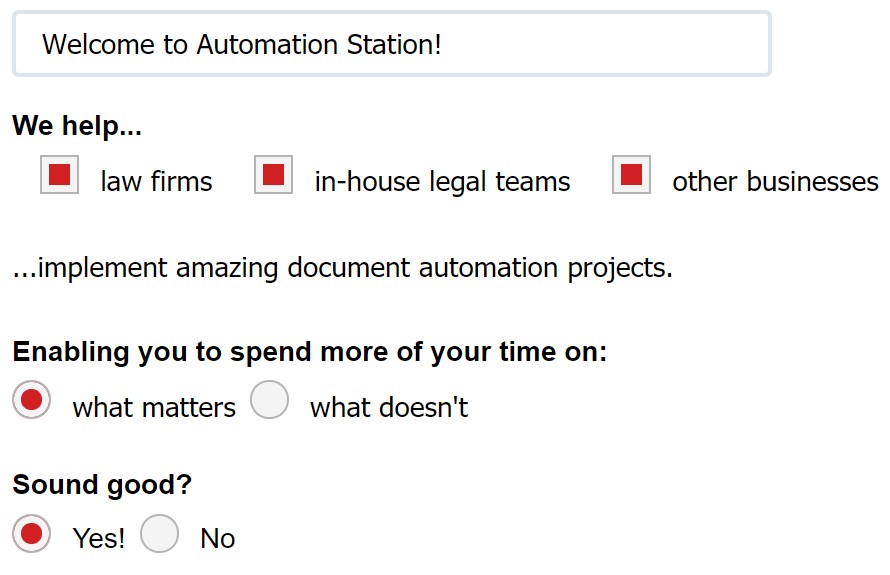 Welcome to Automation Station!
We help...
law firms in-house legal teams other businesses
...implement amazing document automation projects.
Enabling you to spend more of your time on:
what matters what doesn't
Sound good?
Yes! No